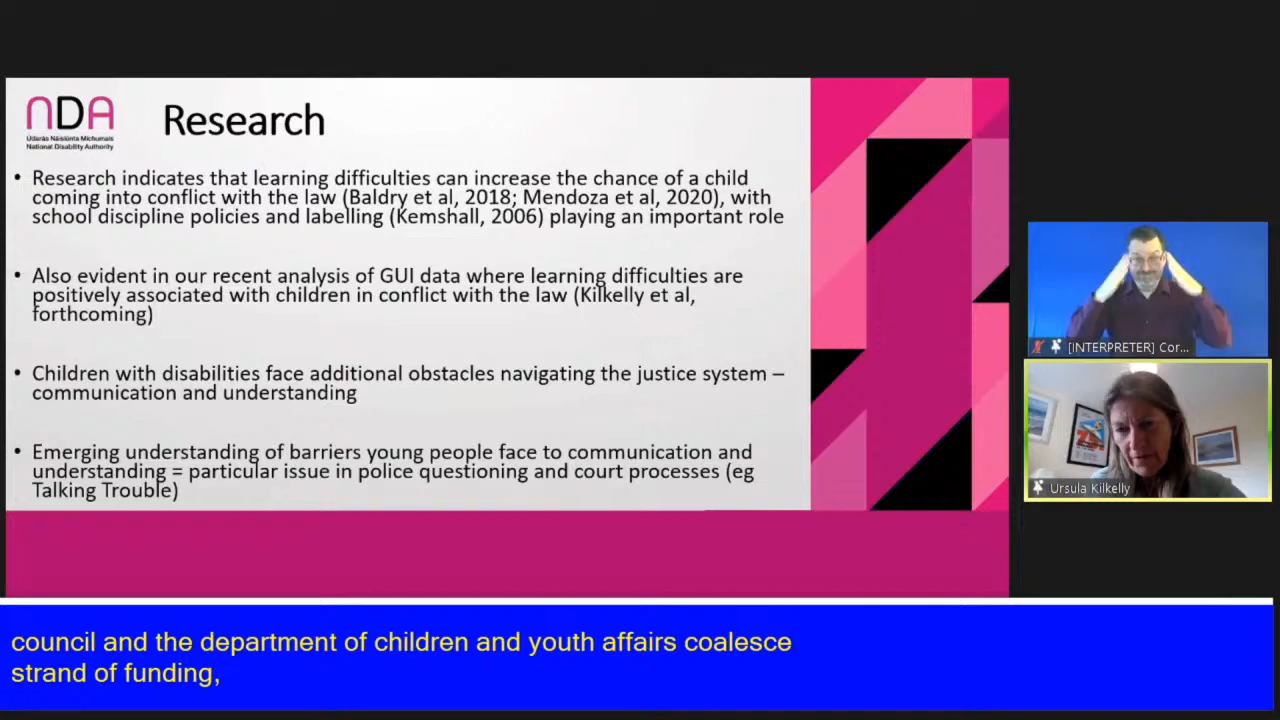 NDA
Údarás Náisiúnta Míchumais
National Disability Authority
Research
• Research indicates that learning difficulties can increase the chance of a child
coming into conflict with the law (Baldry et al, 2018; Mendoza et al, 2020), with
school discipline policies and labelling (Kemshall, 2006) playing an important role
• Also evident in our recent analysis of GUI data where learning difficulties are
positively associated with children in conflict with the law (Kilkelly et al,
forthcoming)
• Children with disabilities face additional obstacles navigating the justice system –
communication and understanding
• Emerging understanding of barriers young people face to communication and
understanding = particular issue in police questioning and court processes (eg
Talking Trouble)
[INTERPRETER] Cor...
Ursula Kilkelly
council and the department of children and youth affairs coalesce
strand of funding,